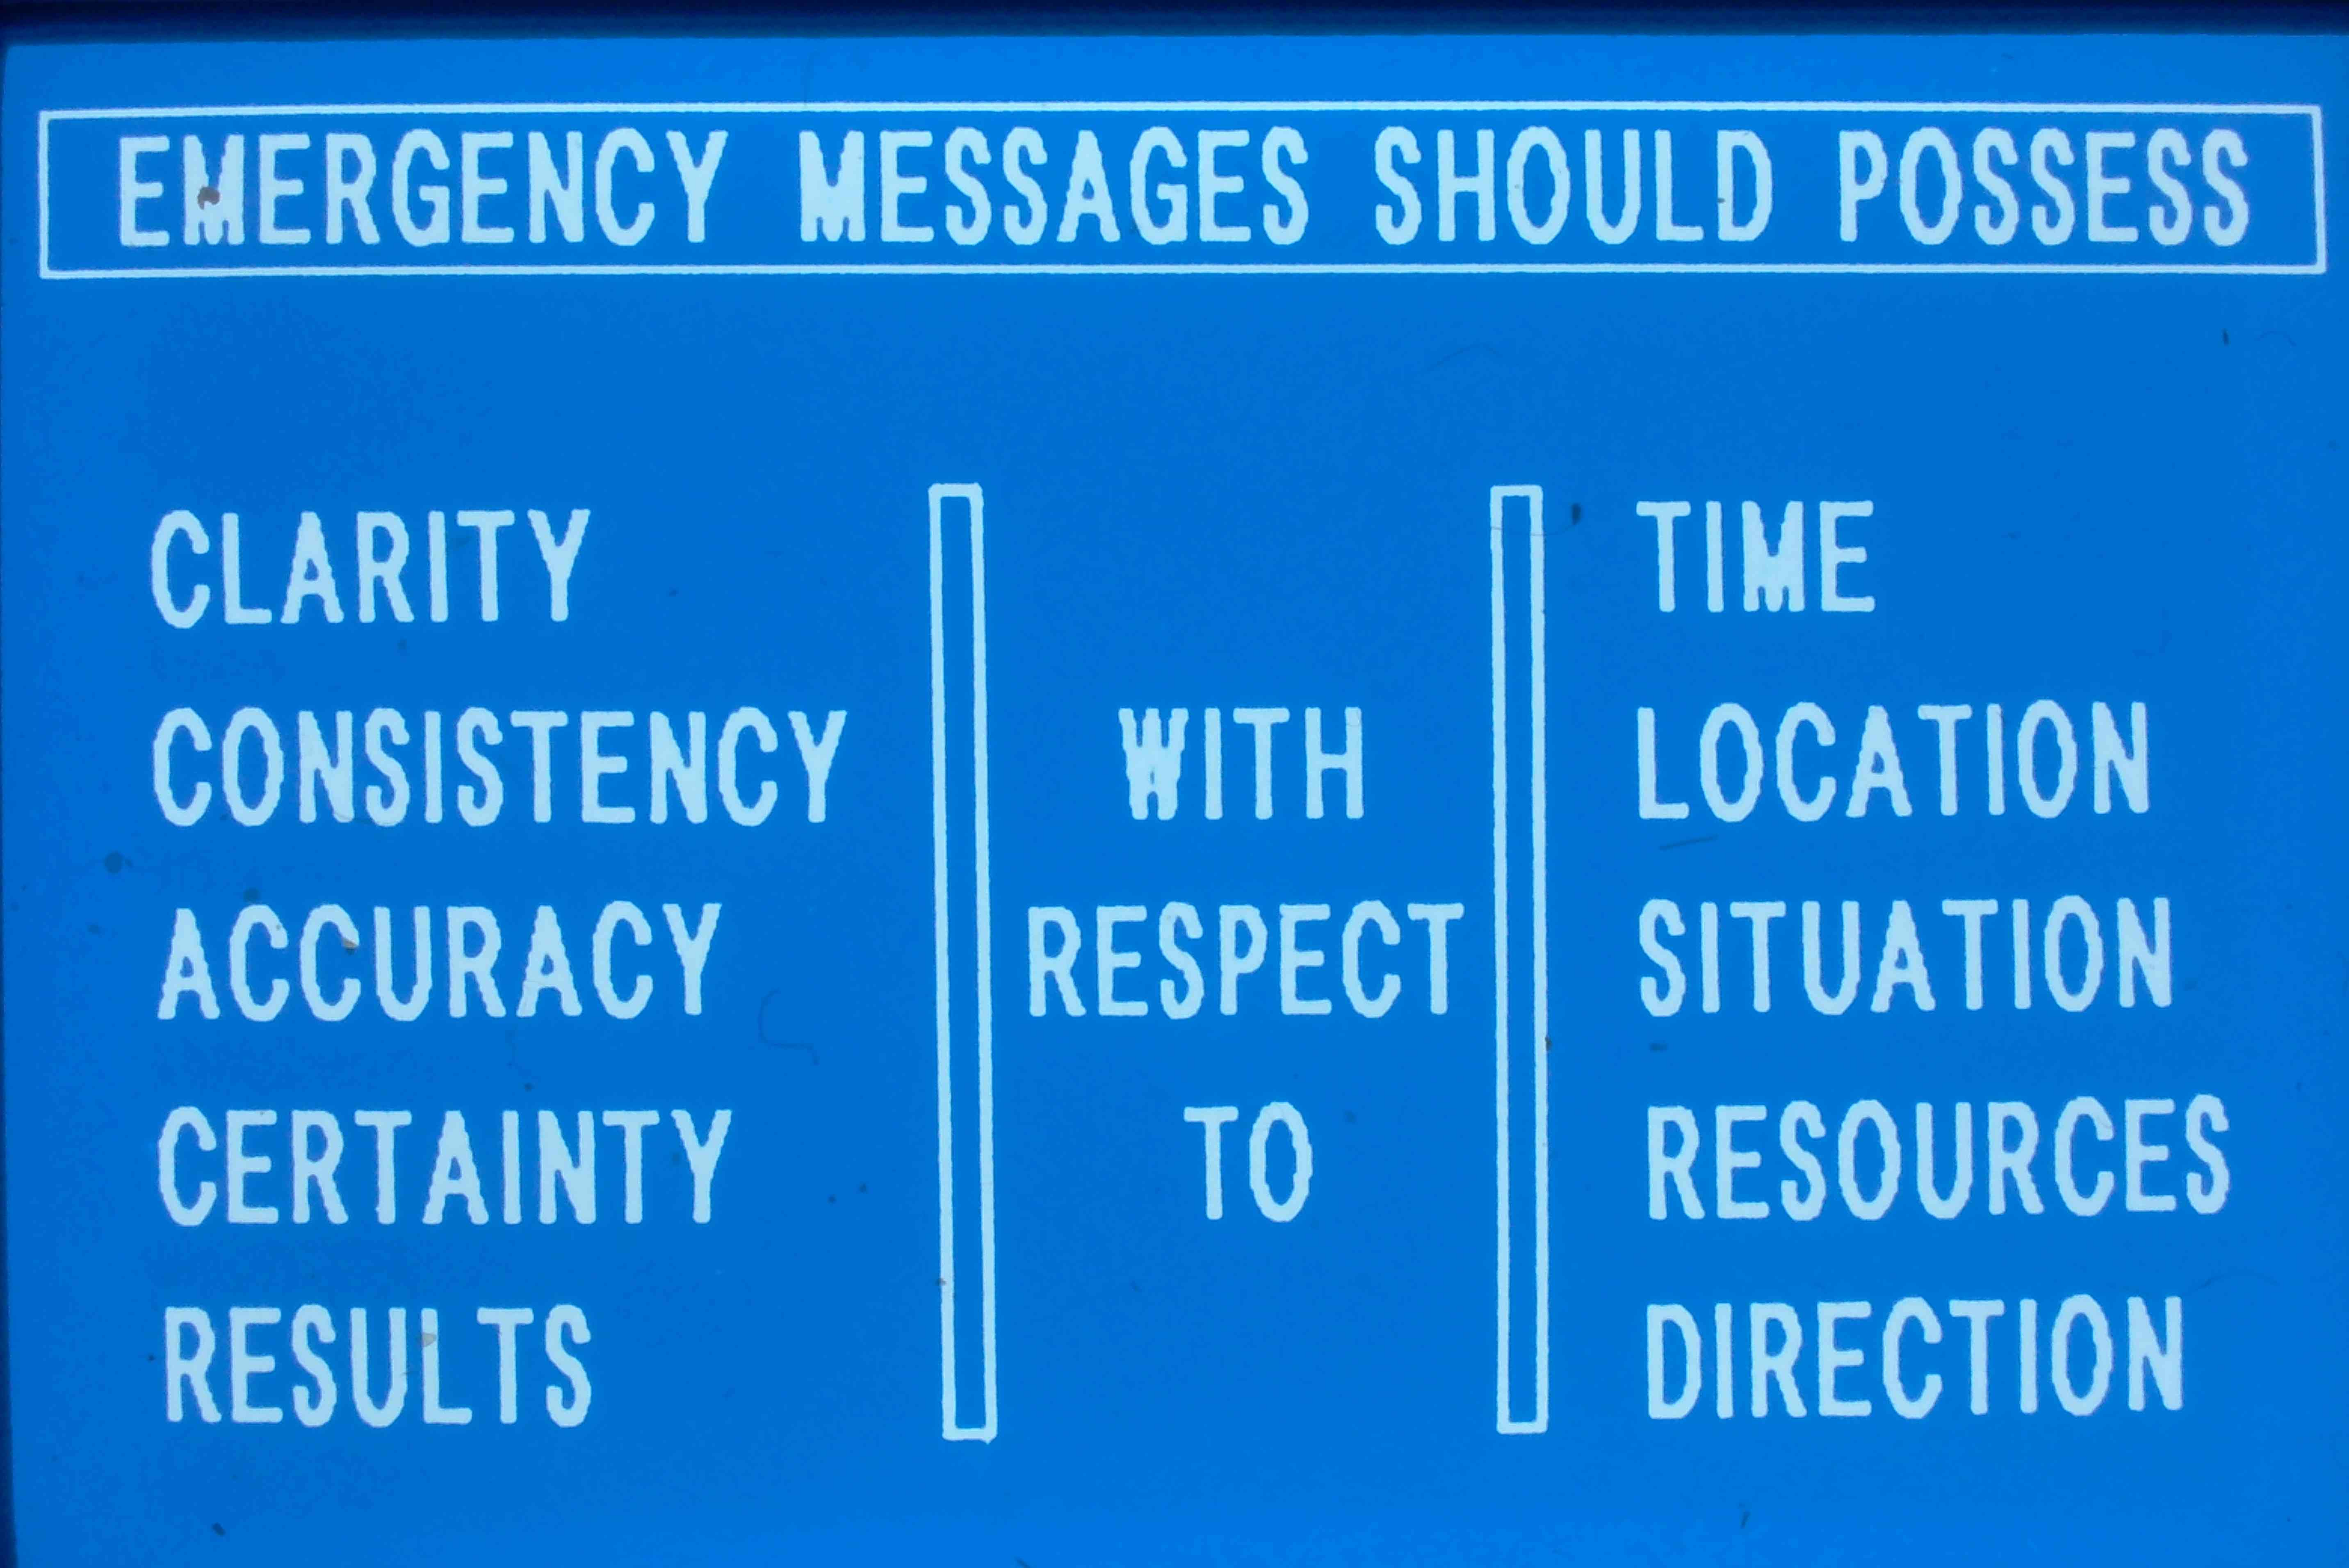 EMERGENCY MESSAGES SHOULD POSSESS
CLARITY
CONSISTENCY
ACCURACY
CERTAINTY
RESULTS
WITH
RESPECT
TO
TIME
LOCATION
SITUATION
RESOURCES
DIRECTION